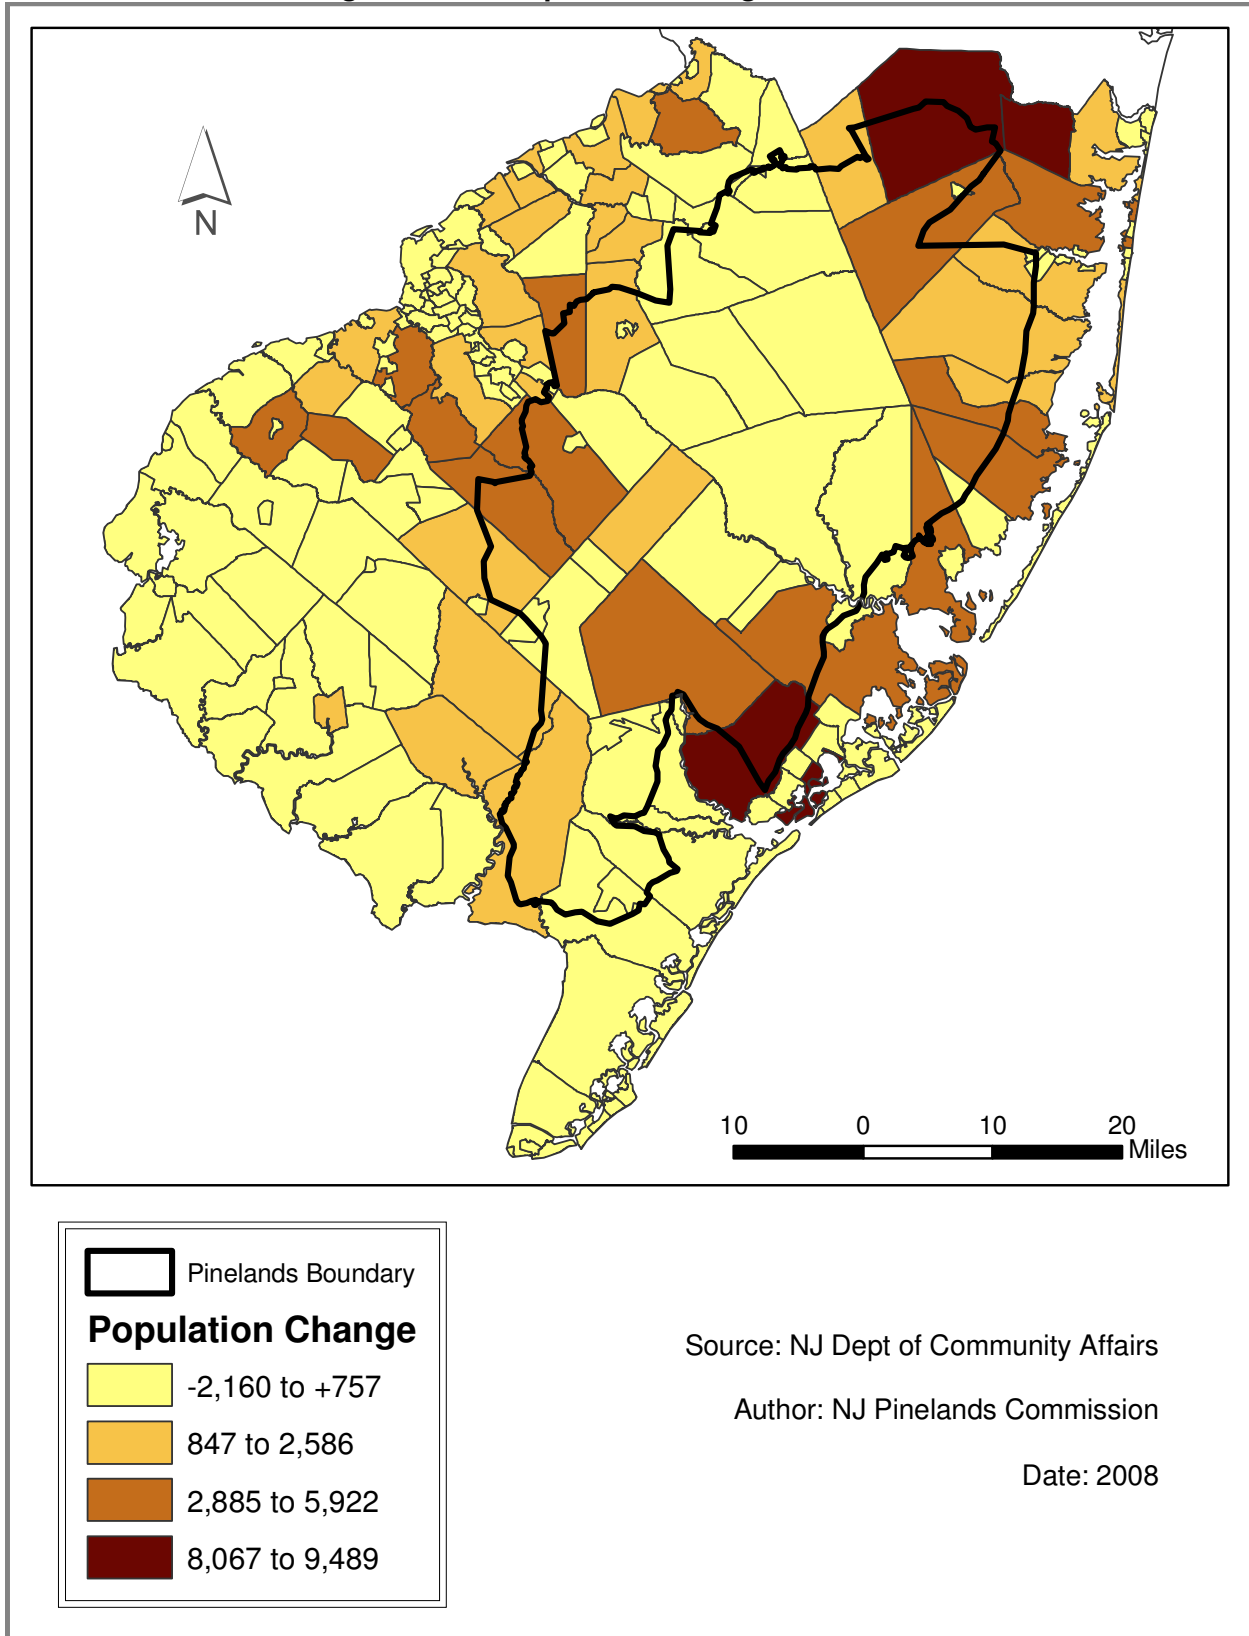 N
10 0 10 20
Miles
Pinelands Boundary
Population Change
-2,160 to +757
847 to 2,586
2,885 to 5,922
8,067 to 9,489
Source: NJ Dept of Community Affairs
Author: NJ Pinelands Commission
Date: 2008